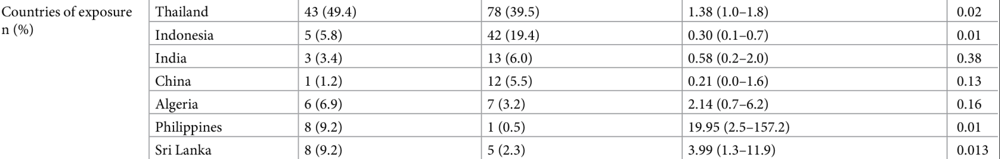 Countries of exposure n (%) Thailand 43 (49.4) 78 (39.5) 1.38 (1.0–1.8) 0.02
Indonesia 5 (5.8) 42 (19.4) 0.30 (0.1–0.7) 0.01
India 3 (3.4) 13 (6.0) 0.58 (0.2–2.0) 0.38
China 1 (1.2) 12 (5.5) 0.21 (0.0–1.6) 0.13
Algeria 6 (6.9) 7 (3.2) 2.14 (0.7–6.2) 0.16
Philippines 8 (9.2) 1 (0.5) 19.95 (2.5–157.2) 0.01
Sri Lanka 8 (9.2) 5 (2.3) 3.99 (1.3–11.9) 0.013